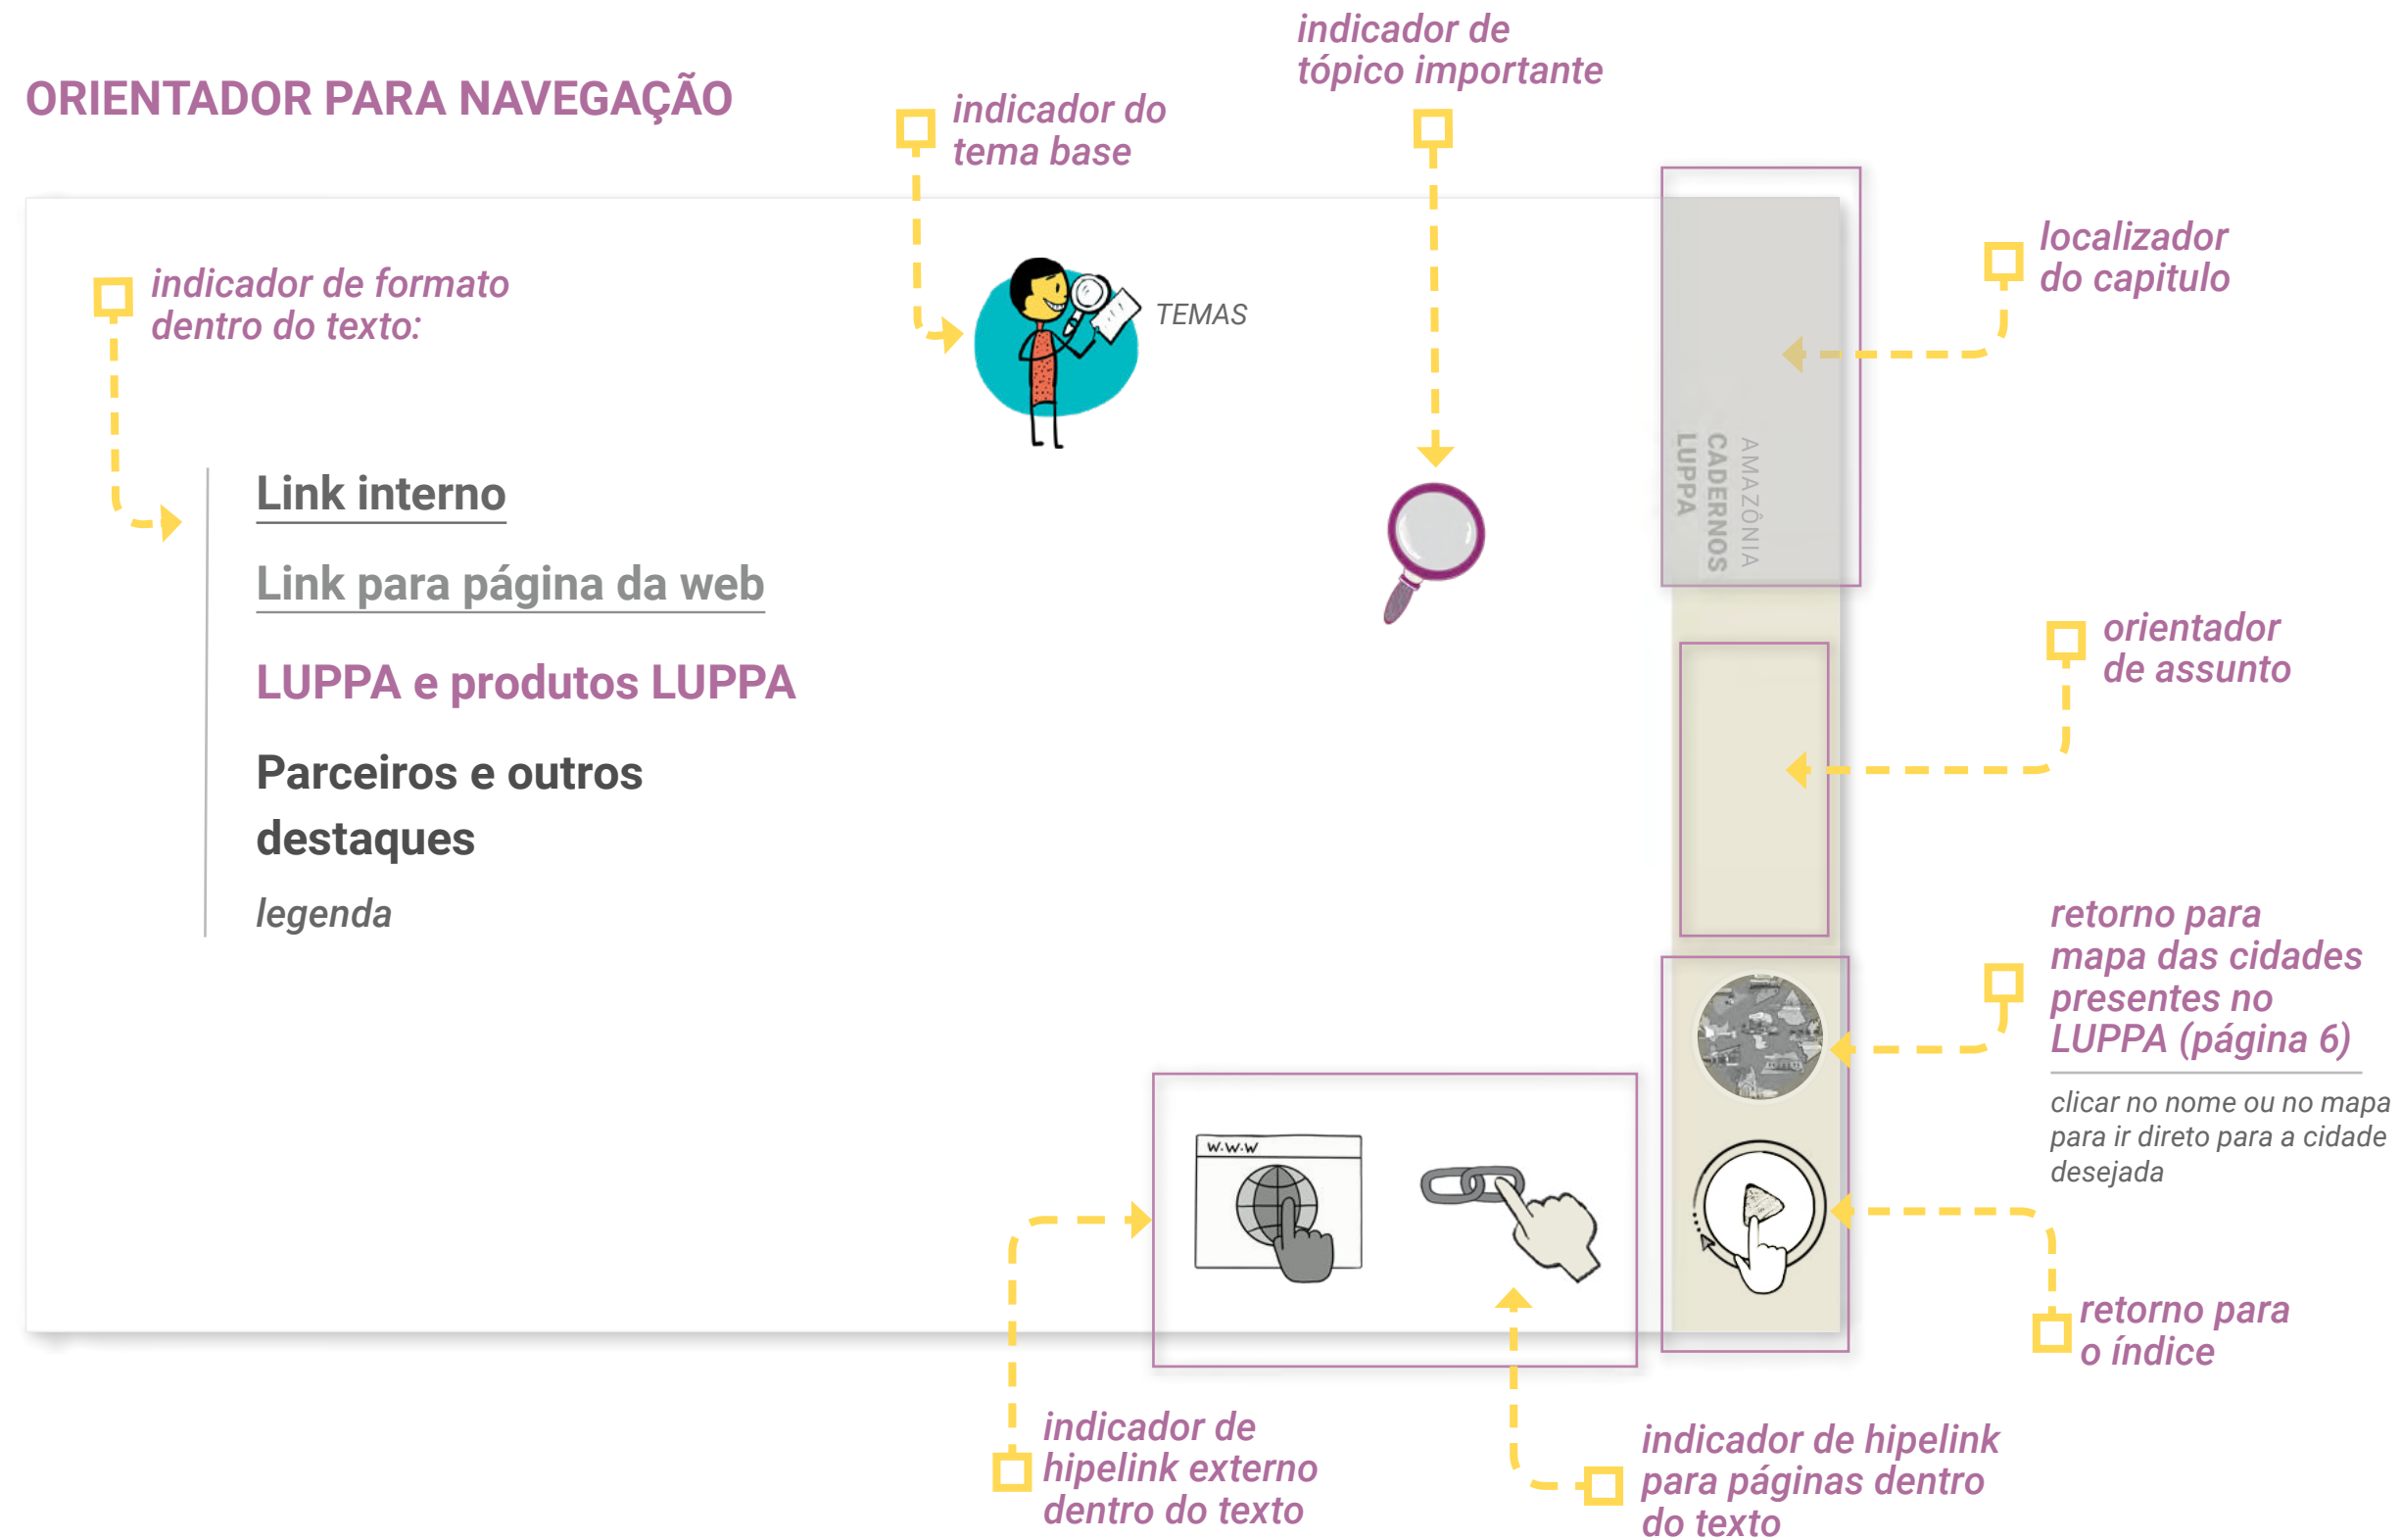 indicador de
tópico importante
ORIENTADOR PARA NAVEGAÇÃO
indicador do
tema base
localizador
do capitulo
indicador de formato
dentro do texto:
TEMAS
AMAZÔNIA
CADERNOS
LUPPA
Link interno
Link para página da web
LUPPA e produtos LUPPA
Parceiros e outros
destaques
legenda
orientador
de assunto
retorno para
mapa das cidades
presentes no
LUPPA (página 6)
clicar no nome ou no mapa
para ir direto para a cidade
desejada
W.W.W
retorno para
o índice
indicador de
hipelink externo
dentro do texto
indicador de hipelink
para páginas dentro
do texto